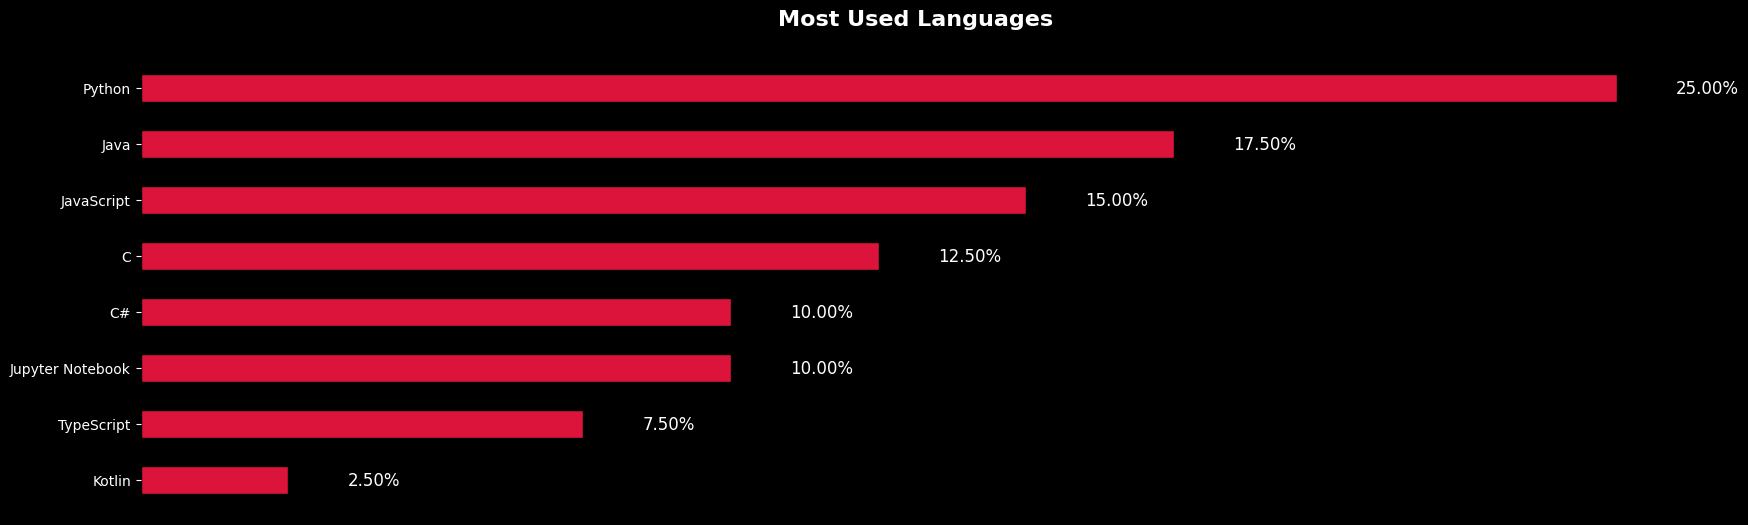 Most Used Languages
Python 25.00%
Java 17.50%
JavaScript 15.00%
C 12.50%
C# 10.00%
Jupyter Notebook 10.00%
TypeScript 7.50%
Kotlin 2.50%